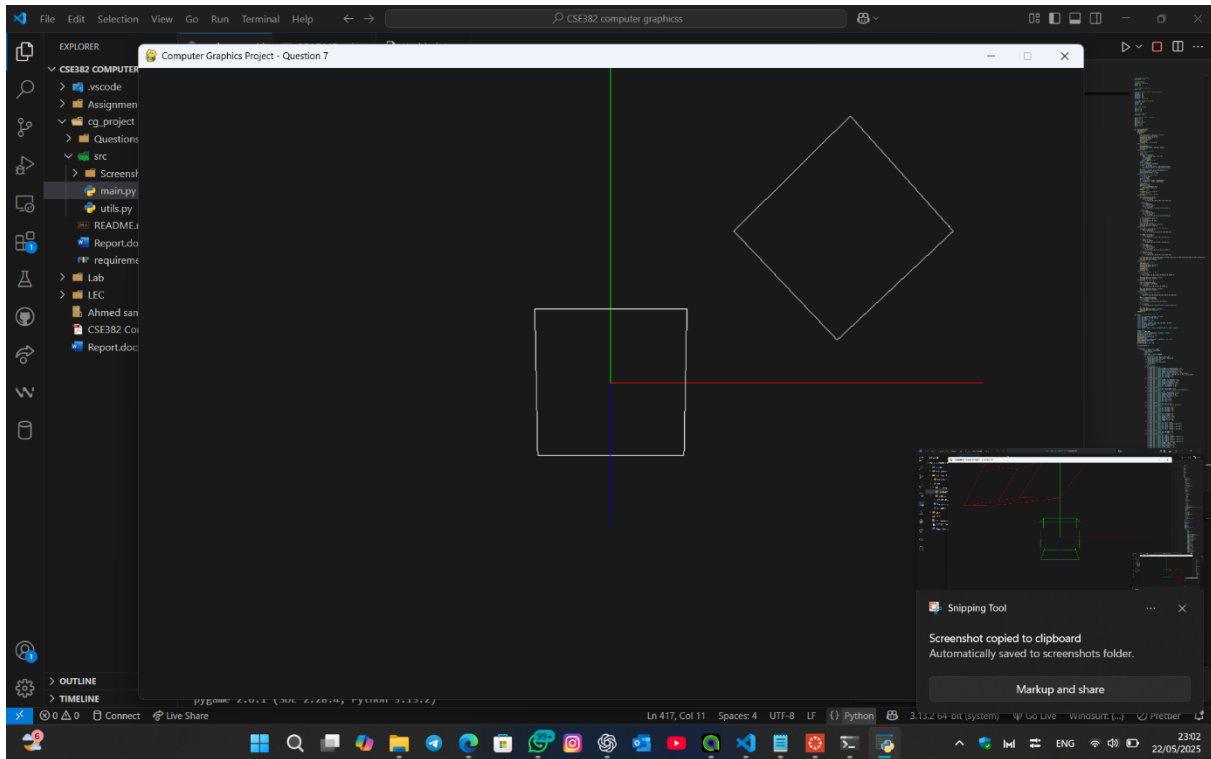 File Edit Selection View Go Run Terminal Help
CSE382 computer graphicss
EXPLORER
Computer Graphics Project - Question 7
CSE382 COMPUTER
.vscode
Assignmen
cg_project
Questions
src
Screensh
main.py
utils.py
README.
Report.do
requireme
Lab
LEC
Ahmed san
CSE382 Co
Report.doc
Snipping Tool
Screenshot copied to clipboard
Automatically saved to screenshots folder.
Markup and share
OUTLINE
TIMELINE
0 0 0 Connect Live Share
Ln 417, Col 11 Spaces: 4 UTF-8 LF {} Python 3.13.2 64-bit (system) Go Live Windsurf: (...) Prettier
99+
ENG
23:02
22/05/2025